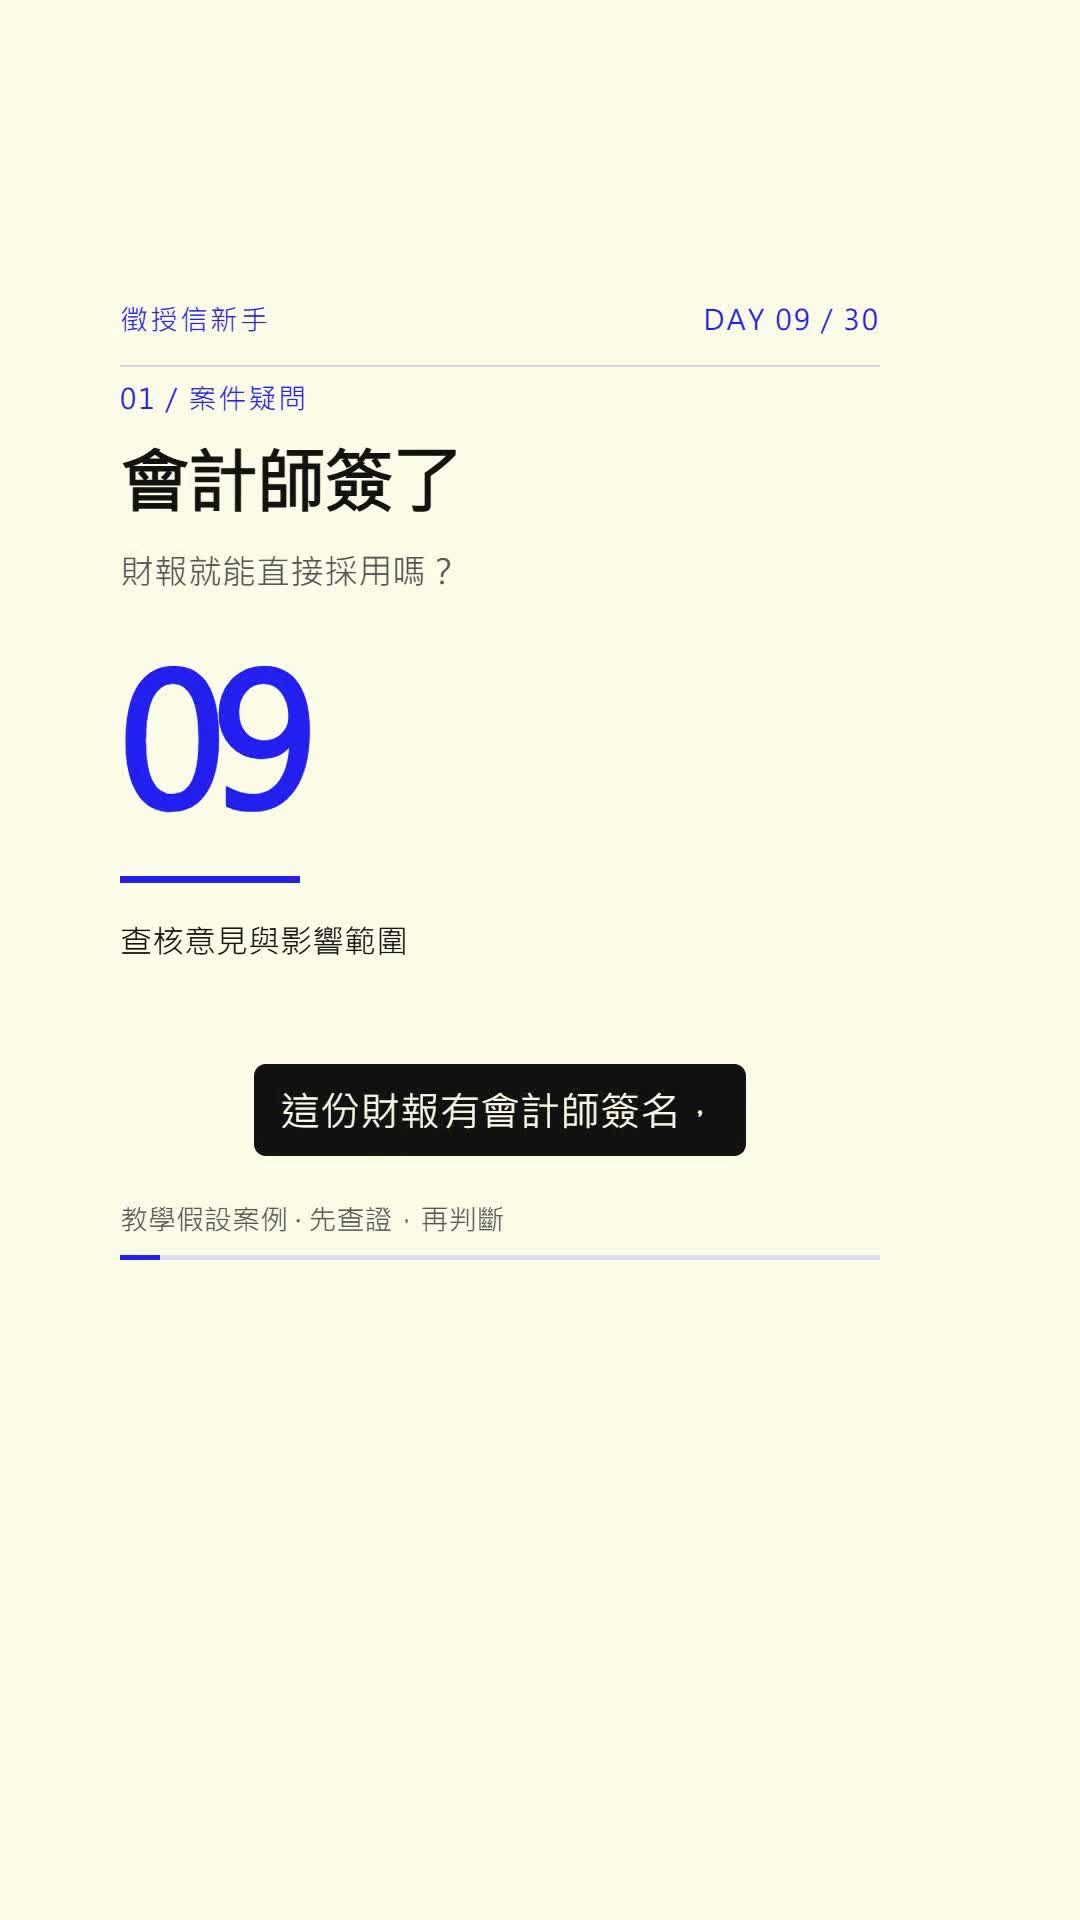 徵授信新手
DAY 09 / 30
01 / 案件疑問
會計師簽了
財報就能直接採用嗎？
09
查核意見與影響範圍
這份財報有會計師簽名，
教學假設案例·先查證，再判斷